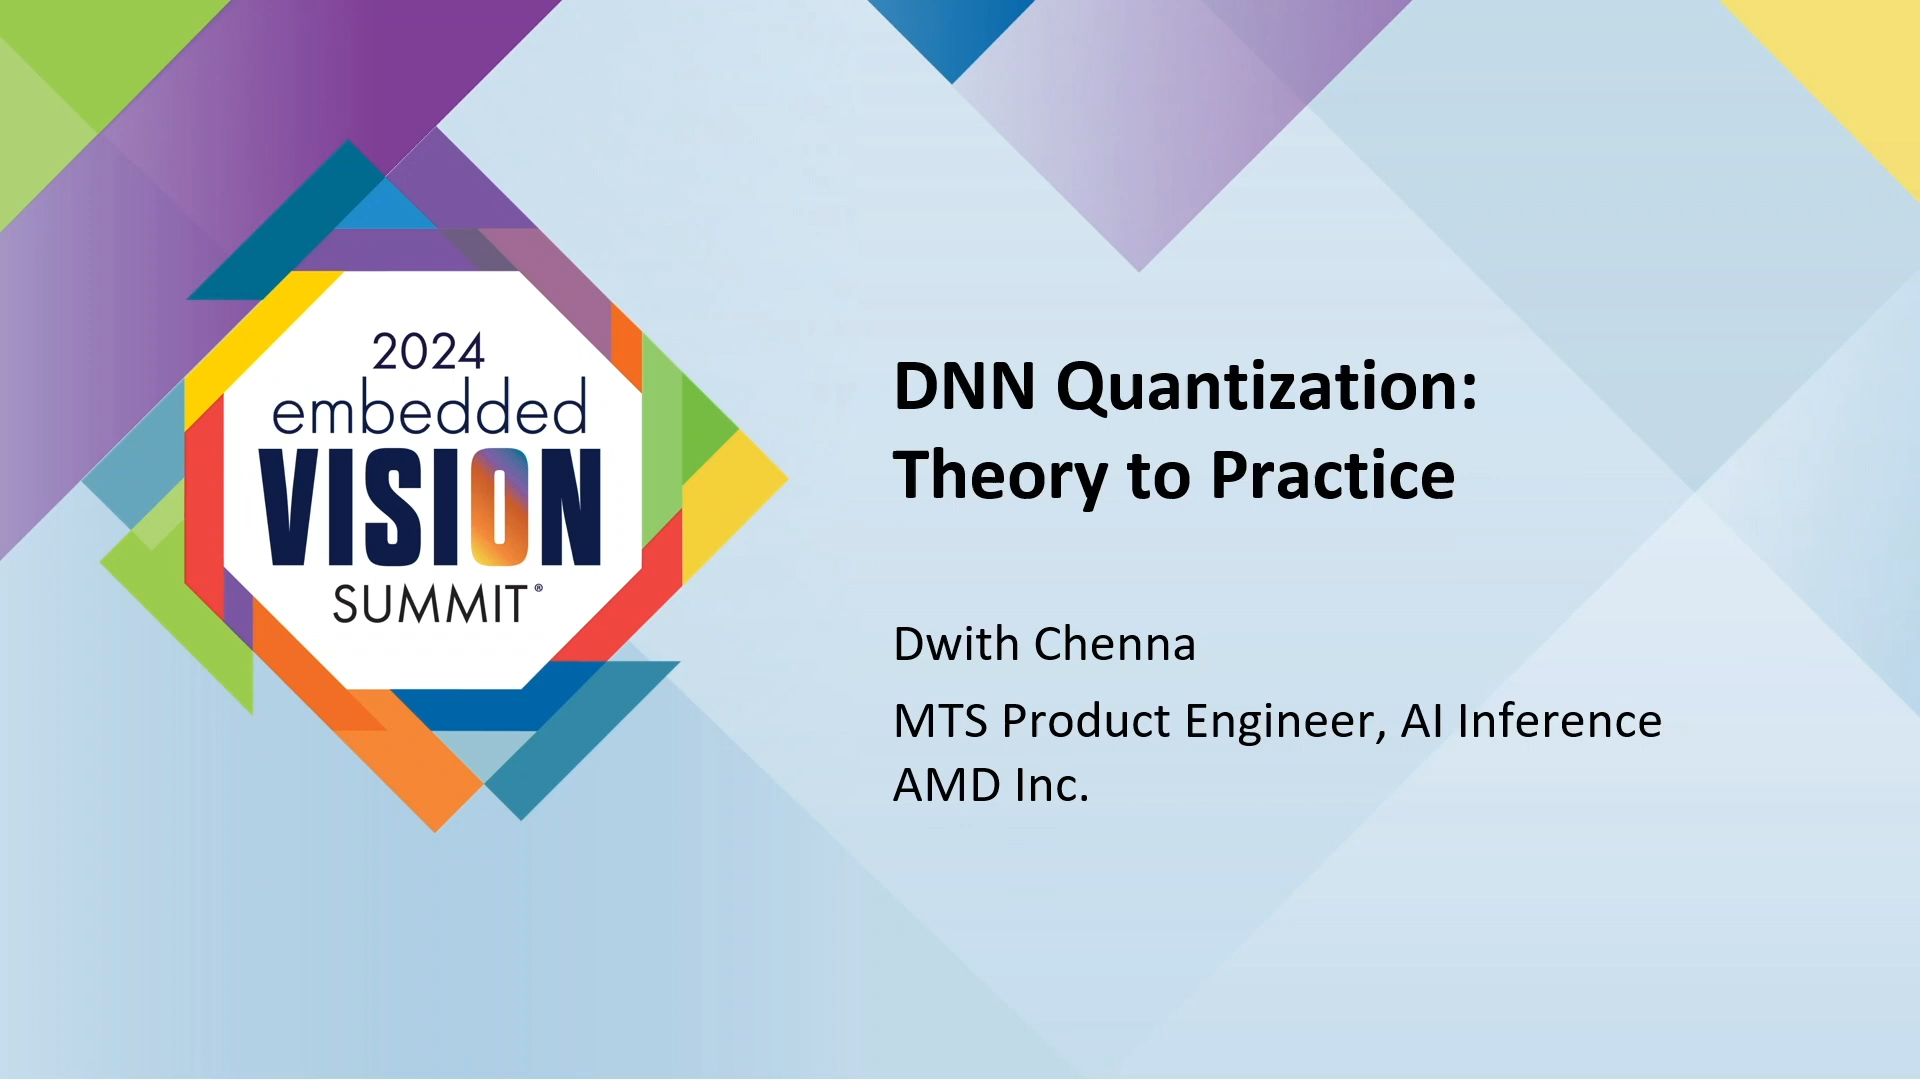 2024
embedded
VISION
SUMMIT®
DNN Quantization:
Theory to Practice
Dwith Chenna
MTS Product Engineer, AI Inference
AMD Inc.